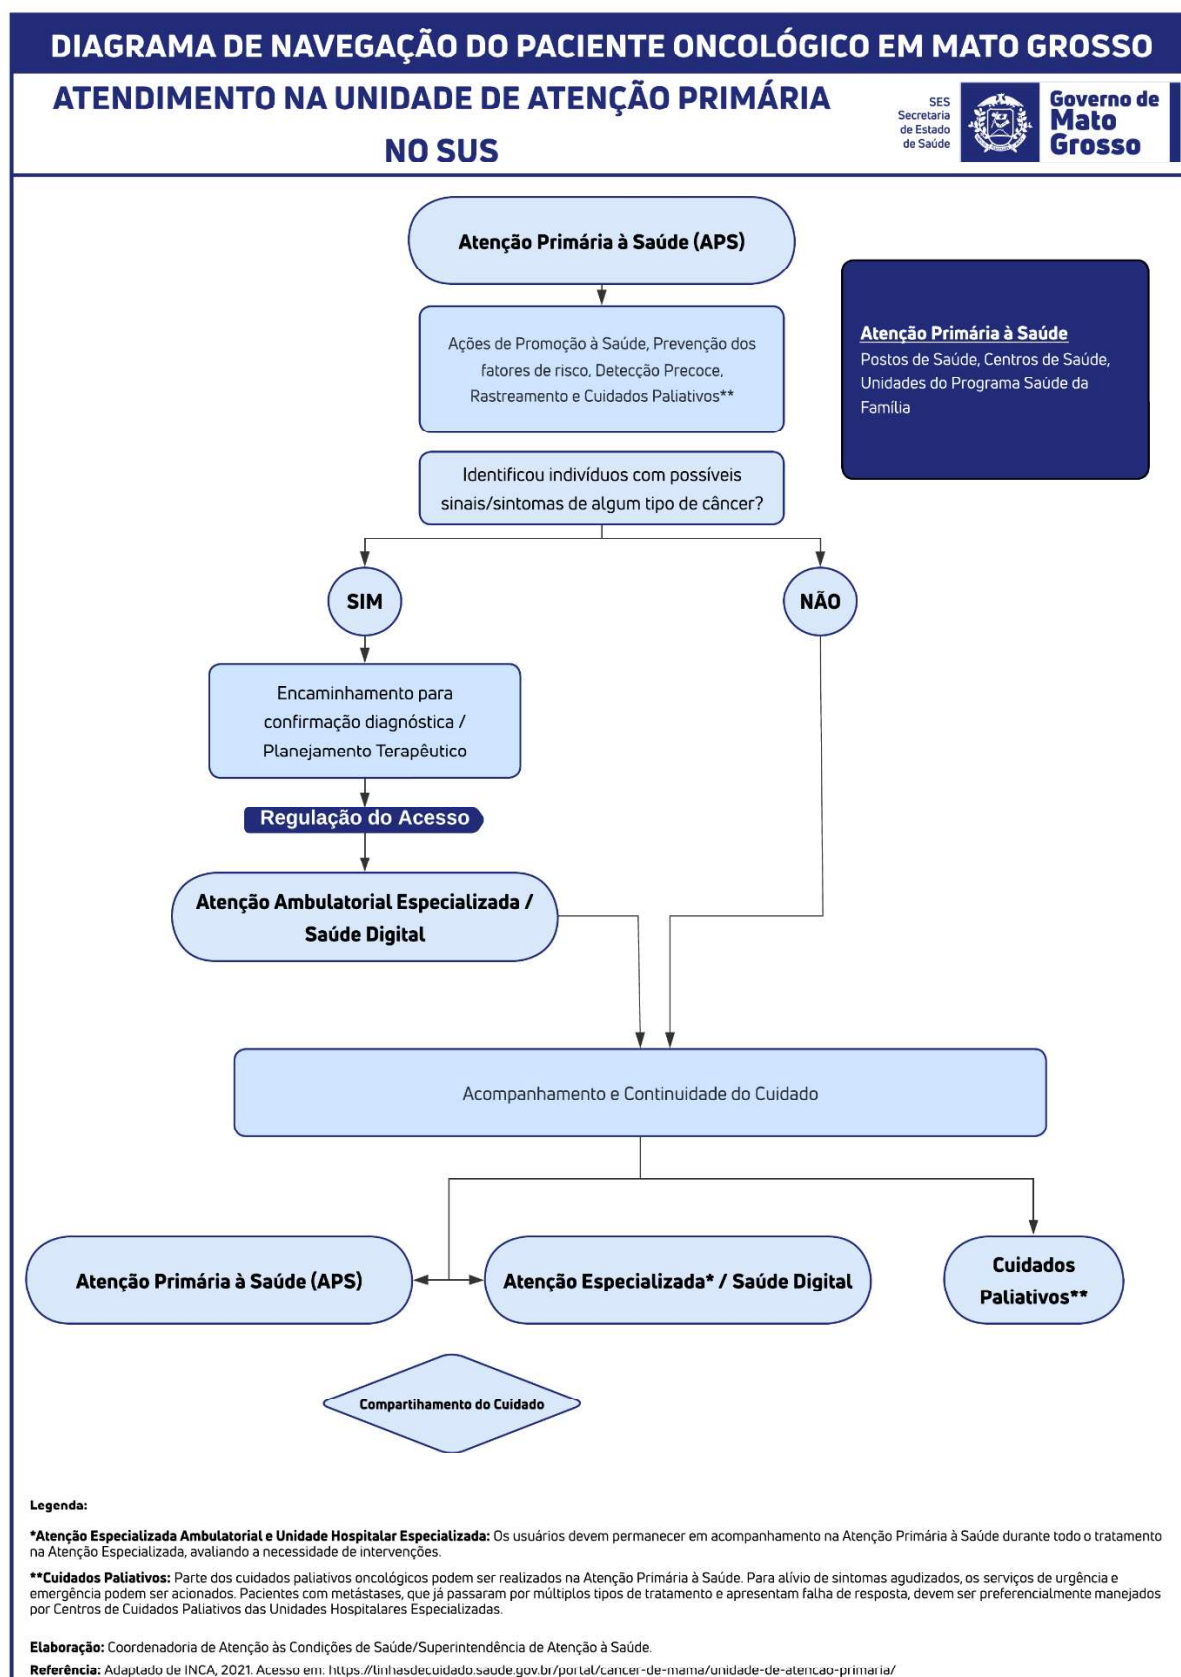 DIAGRAMA DE NAVEGAÇÃO DO PACIENTE ONCOLÓGICO EM MATO GROSSO
ATENDIMENTO NA UNIDADE DE ATENÇÃO PRIMÁRIA
NO SUS
SES
Secretaria
de Estado
de Saúde
Governo de
Mato
Grosso
Atenção Primária à Saúde (APS)
Ações de Promoção à Saúde, Prevenção dos
fatores de risco, Detecção Precoce,
Rastreamento e Cuidados Paliativos**
Atenção Primária à Saúde
Postos de Saúde, Centros de Saúde,
Unidades do Programa Saúde da
Família
Identificou indivíduos com possíveis
sinais/sintomas de algum tipo de câncer?
SIM
NÃO
Encaminhamento para
confirmação diagnóstica /
Planejamento Terapêutico
Regulação do Acesso
Atenção Ambulatorial Especializada /
Saúde Digital
Acompanhamento e Continuidade do Cuidado
Atenção Primária à Saúde (APS)
Atenção Especializada* / Saúde Digital
Cuidados
Paliativos**
Compartihamento do Cuidado
Legenda:
*Atenção Especializada Ambulatorial e Unidade Hospitalar Especializada: Os usuários devem permanecer em acompanhamento na Atenção Primária à Saúde durante todo o tratamento
na Atenção Especializada, avaliando a necessidade de intervenções.
**Cuidados Paliativos: Parte dos cuidados paliativos oncológicos podem ser realizados na Atenção Primária à Saúde. Para alívio de sintomas agudizados, os serviços de urgência e
emergência podem ser acionados. Pacientes com metástases, que já passaram por múltiplos tipos de tratamento e apresentam falha de resposta, devem ser preferencialmente manejados
por Centros de Cuidados Paliativos das Unidades Hospitalares Especializadas.
Elaboração: Coordenadoria de Atenção às Condições de Saúde/Superintendência de Atenção à Saúde.
Referência: Adaptado de INCA, 2021. Acesso em: https://linhasdecuidado.saude.gov.br/portal/cancer-de-mama/unidade-de-atencao-primaria/